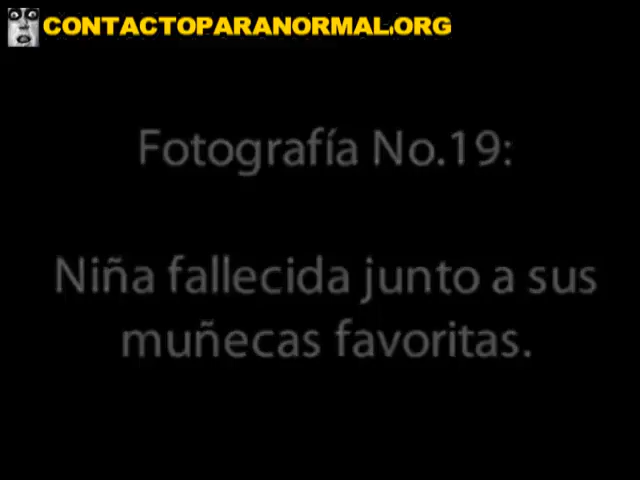 CONTACTOPARANORMAL.ORG
Fotografía No.19:
Niña fallecida junto a sus
muñecas favoritas.